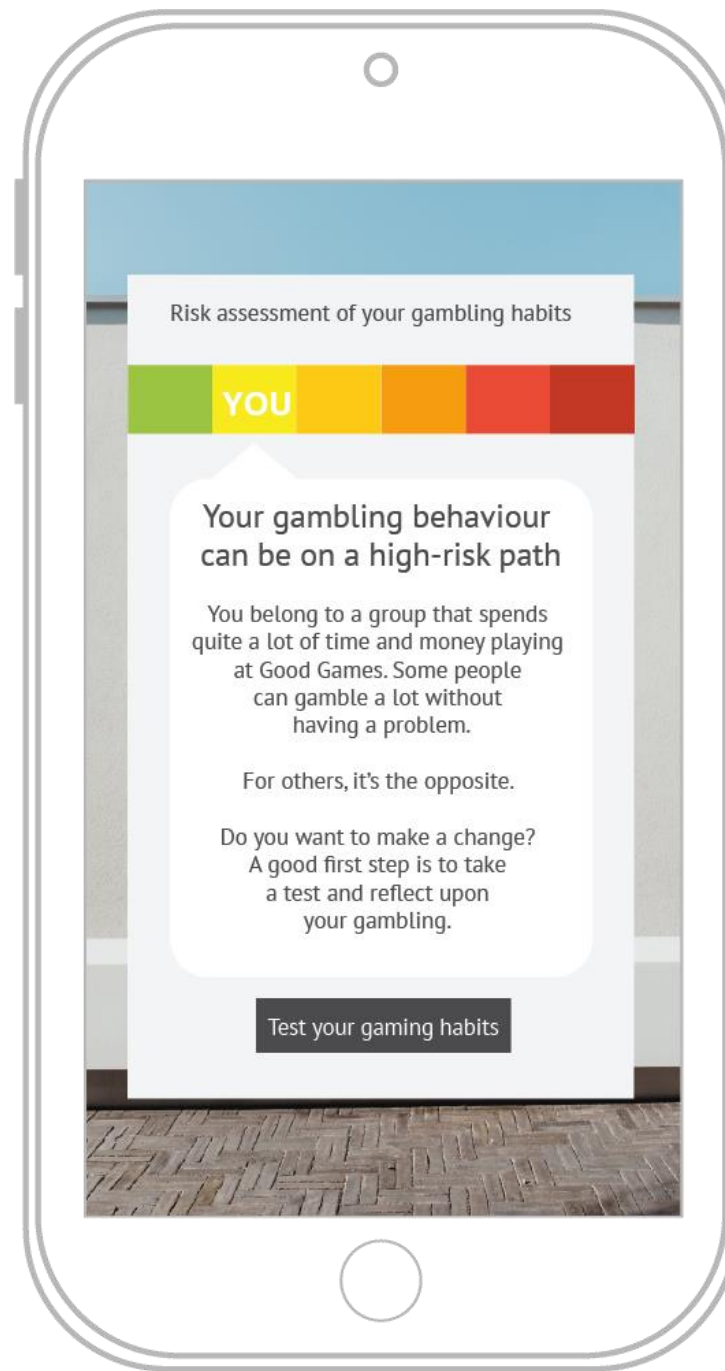 Risk assessment of your gambling habits
YOU
Your gambling behaviour
can be on a high-risk path
You belong to a group that spends
quite a lot of time and money playing
at Good Games. Some people
can gamble a lot without
having a problem.
For others, it's the opposite.
Do you want to make a change?
A good first step is to take
a test and reflect upon
your gambling.
Test your gaming habits